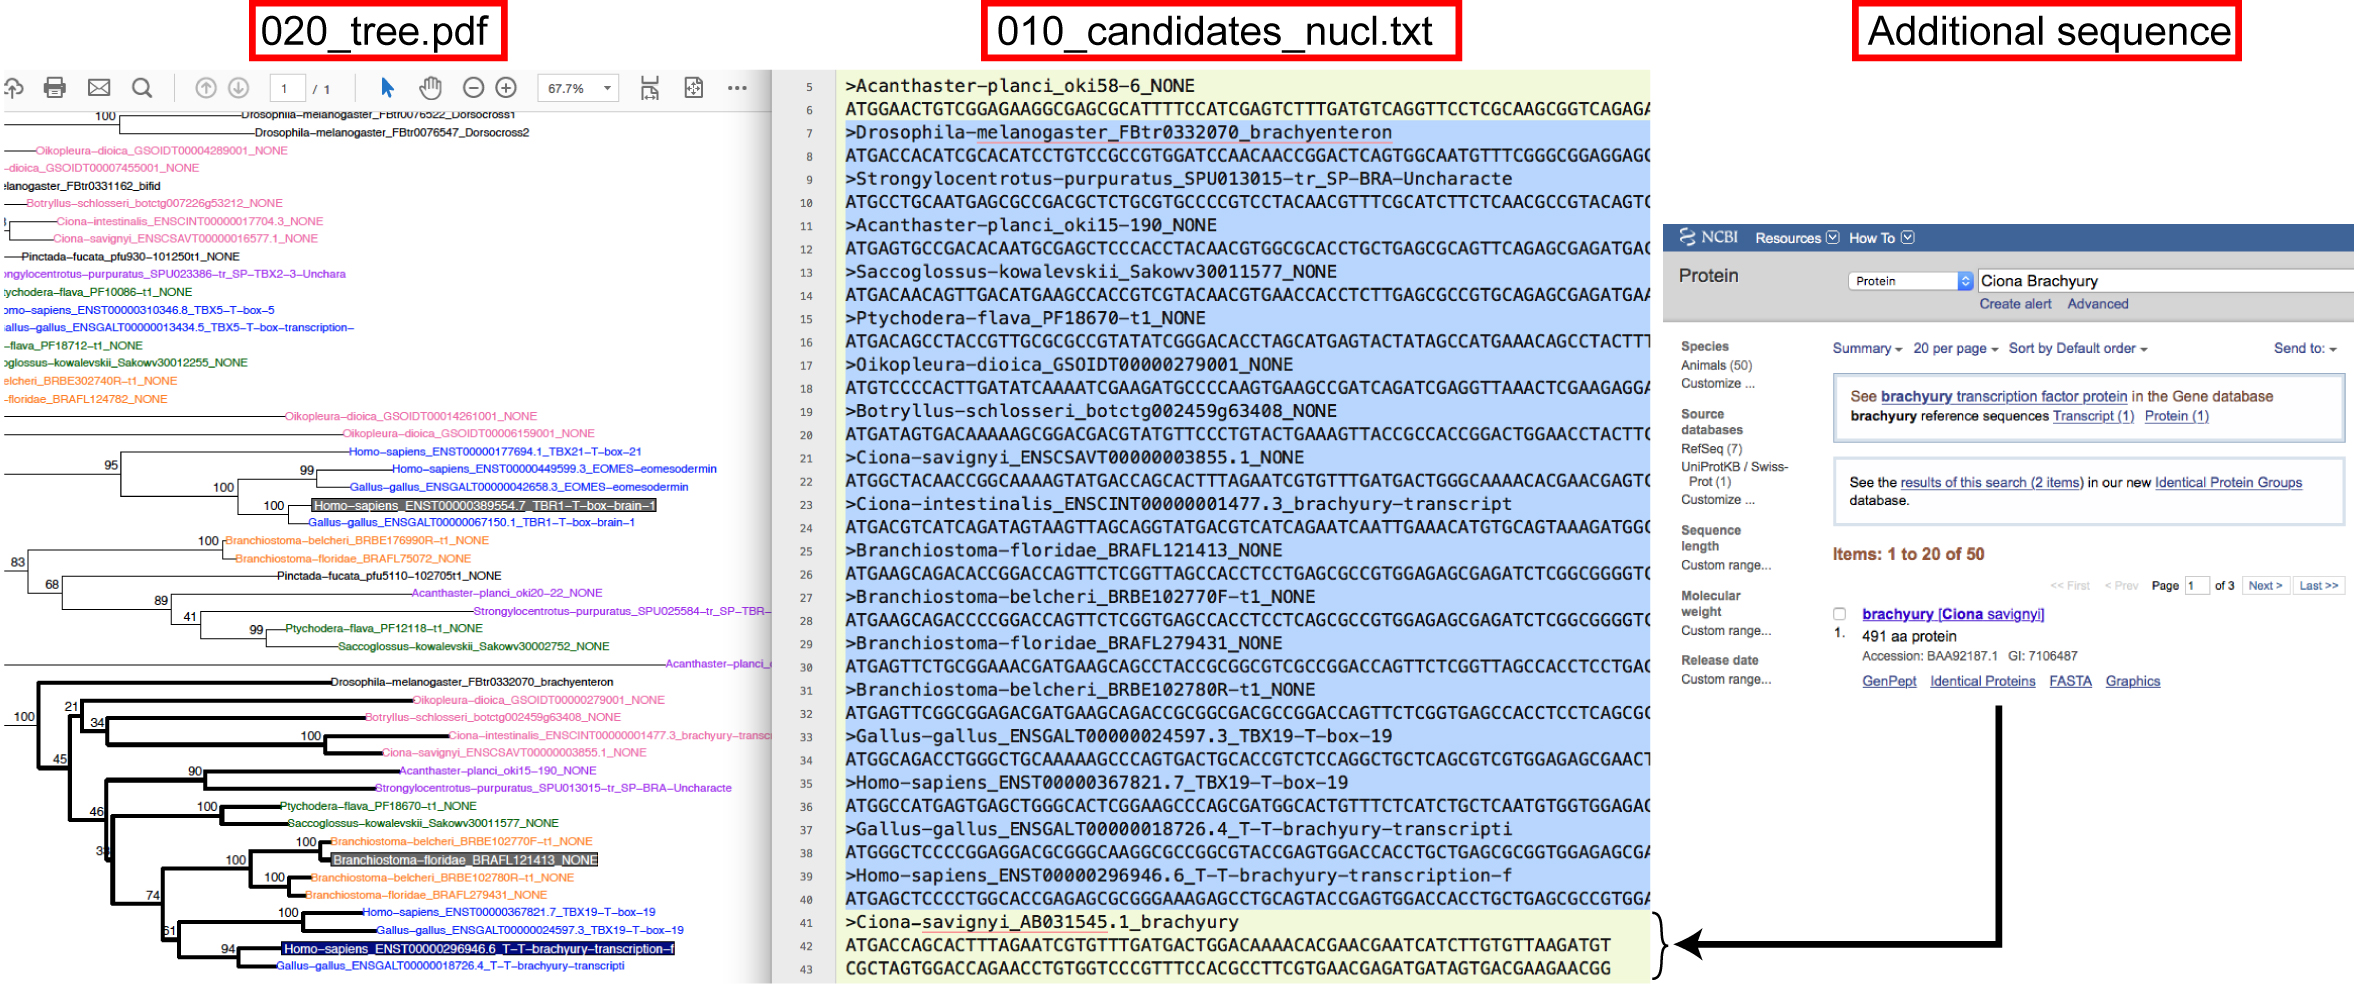 020_tree.pdf
010_candidates_nucl.txt
Additional sequence
1 / 1
67.7%
100
Drosophila-melanogaster_FBtr0076522_Dorsocross1
Drosophila-melanogaster_FBtr0076547_Dorsocross2
Oikopleura-dioica_GSOIDT00004289001_NONE
-dioica_GSOIDT00007455001_NONE
elanogaster_FBtr0331162_bifid
Botryllus-schlosseri_botctg007226g53212_NONE
Ciona-intestinalis_ENSCINT00000017704.3_NONE
Ciona-savignyi_ENSCSAVT00000016577.1_NONE
Pinctada-fucata_pfu930-101250t1_NONE
ongylocentrotus-purpuratus_SPU023386-tr_SP-TBX2-3-Unchara
tychodera-flava_PF10086-t1_NONE
omo-sapiens_ENST00000310346.8_TBX5-T-box-5
allus-gallus_ENSGALT00000013434.5_TBX5-T-box-transcription-
-flava_PF18712-t1_NONE
oglossus-kowalevskii_Sakowv30012255_NONE
elcheri_BRBE302740R-t1_NONE
-floridae_BRAFL124782_NONE
Oikopleura-dioica_GSOIDT00014261001_NONE
Oikopleura-dioica_GSOIDT00006159001_NONE
Homo-sapiens_ENST00000177694.1_TBX21-T-box-21
95
99
Homo-sapiens_ENST00000449599.3_EOMES-eomesodermin
100
Gallus-gallus_ENSGALT00000042658.3_EOMES-eomesodermin
100
Homo-sapiens_ENST00000389554.7_TBR1-T-box-brain-1
Gallus-gallus_ENSGALT00000067150.1_TBR1-T-box-brain-1
100
Branchiostoma-belcheri_BRBE176990R-t1_NONE
Branchiostoma-floridae_BRAFL75072_NONE
83
Pinctada-fucata_pfu5110-102705t1_NONE
68
Acanthaster-planci_oki20-22_NONE
89
Strongylocentrotus-purpuratus_SPU025584-tr_SP-TBR-
41
99
Ptychodera-flava_PF12118-t1_NONE
Saccoglossus-kowalevskii_Sakowv30002752_NONE
Acanthaster-planci_
Drosophila-melanogaster_FBtr0332070_brachyenteron
Oikopleura-dioica_GSOIDT00000279001_NONE
100
21
34
Botryllus-schlosseri_botctg002459g63408_NONE
100
Ciona-intestinalis_ENSCINT00000001477.3_brachyury-transc
Ciona-savignyi_ENSCSAVT00000003855.1_NONE
45
90
Acanthaster-planci_oki15-190_NONE
Strongylocentrotus-purpuratus_SPU013015-tr_SP-BRA-Uncharacte
46
100
Ptychodera-flava_PF18670-t1_NONE
Saccoglossus-kowalevskii_Sakowv30011577_NONE
100
Branchiostoma-belcheri_BRBE102770F-t1_NONE
100
Branchiostoma-floridae_BRAFL121413_NONE
100
Branchiostoma-belcheri_BRBE102780R-t1_NONE
Branchiostoma-floridae_BRAFL279431_NONE
74
100
Homo-sapiens_ENST00000367821.7_TBX19-T-box-19
Gallus-gallus_ENSGALT00000024597.3_TBX19-T-box-19
61
94
Homo-sapiens_ENST00000296946.6_T-T-brachyury-transcription-f
Gallus-gallus_ENSGALT00000018726.4_T-T-brachyury-transcripti
5 >Acanthaster-planci_oki58-6_NONE
6 ATGGAACTGTCGGAGAAGGCGAGCGCATTTTCCATCGAGTCTTTGATGTCAGGTTCCTCGCAAGCGGTCAGAGA
7 >Drosophila-melanogaster_FBtr0332070_brachyenteron
8 ATGACCACATCGCACATCCTGTCCGCCGTGGATCCAACAACCGGACTCAGTGGCAATGTTTCGGGCGGAGGAGC
9 >Strongylocentrotus-purpuratus_SPU013015-tr_SP-BRA-Uncharacte
10 ATGCCTGCAATGAGCGCCGACGCTCTGCGTGCCCCGTCCTACAACGTTTCGCATCTTCTCAACGCCGTACAGTC
11 >Acanthaster-planci_oki15-190_NONE
12 ATGAGTGCCGACACAATGCGAGCTCCCACCTACAACGTGGCGCACCTGCTGAGCGCAGTTCAGAGCGAGATGAC
13 >Saccoglossus-kowalevskii_Sakowv30011577_NONE
14 ATGACAACAGTTGACATGAAGCCACCGTCGTACAACGTGAACCACCTCTTGAGCGCCGTGCAGAGCGAGATGAA
15 >Ptychodera-flava_PF18670-t1_NONE
16 ATGACAGCCTACCGTTGCGCGCCGTATATCGGGACACCTAGCATGAGTACTATAGCCATGAAACAGCCTACTTT
17 >Oikopleura-dioica_GSOIDT00000279001_NONE
18 ATGTCCCCACTTGATATCAAAATCGAAGATGCCCCAAGTGAAGCCGATCAGATCGAGGTTAAACTCGAAGAGGA
19 >Botryllus-schlosseri_botctg002459g63408_NONE
20 ATGATAGTGACAAAAAGCGGACGACGTATGTTCCCTGTACTGAAAGTTACCGCCACCGGACTGGAACCTACTTC
21 >Ciona-savignyi_ENSCSAVT00000003855.1_NONE
22 ATGGCTACAACCGGCAAAAGTATGACCAGCACTTTAGAATCGTGTTTGATGACTGGGCAAAACACGAACGAGTC
23 >Ciona-intestinalis_ENSCINT00000001477.3_brachyury-transcript
24 ATGACGTCATCAGATAGTAAGTTAGCAGGTATGACGTCATCAGAATCAATTGAAACATGTGCAGTAAAGATGGC
25 >Branchiostoma-floridae_BRAFL121413_NONE
26 ATGAAGCAGACACCGGACCAGTTCTCGGTTAGCCACCTCCTGAGCGCCGTGGAGAGCGAGATCTCGGCGGGGTC
27 >Branchiostoma-belcheri_BRBE102770F-t1_NONE
28 ATGAAGCAGACCCCGGACCAGTTCTCGGTGAGCCACCTCCTCAGCGCCGTGGAGAGCGAGATCTCGGCGGGGTC
29 >Branchiostoma-floridae_BRAFL279431_NONE
30 ATGAGTTCTGCGGAAACGATGAAGCAGCCTACCGCGGCGTCGCCGGACCAGTTCTCGGTTAGCCACCTCCTGAC
31 >Branchiostoma-belcheri_BRBE102780R-t1_NONE
32 ATGAGTTCGGCGGAGACGATGAAGCAGACCGCGGCGACGCCGGACCAGTTCTCGGTGAGCCACCTCCTCAGCGC
33 >Gallus-gallus_ENSGALT00000024597.3_TBX19-T-box-19
34 ATGGCAGACCTGGGCTGCAAAAAGCCCAGTGACTGCACCGTCTCCAGGCTGCTCAGCGTCGTGGAGAGCGAACT
35 >Homo-sapiens_ENST00000367821.7_TBX19-T-box-19
36 ATGGCCATGAGTGAGCTGGGCACTCGGAAGCCCAGCGATGGCACTGTTTCTCATCTGCTCAATGTGGTGGAGAC
37 >Gallus-gallus_ENSGALT00000018726.4_T-T-brachyury-transcripti
38 ATGGGCTCCCCGGAGGACGCGGGCAAGGCGCCGGCGTACCGAGTGGACCACCTGCTGAGCGCGGTGGAGAGCGA
39 >Homo-sapiens_ENST00000296946.6_T-T-brachyury-transcription-f
40 ATGAGCTCCCCTGGCACCGAGAGCGCGGGAAAGAGCCTGCAGTACCGAGTGGACCACCTGCTGAGCGCCGTGGA
41 >Ciona-savignyi_AB031545.1_brachyury
42 ATGACCAGCACTTTAGAATCGTGTTTGATGACTGGACAAAACACGAACGAATCATCTTGTGTTAAGATGT
43 CGCTAGTGGACCAGAACCTGTGGTCCCGTTTCCACGCCTTCGTGAACGAGATGATAGTGACGAAGAACGG
NCBI Resources How To
Protein Protein Ciona Brachyury
Create alert Advanced
Species
Animals (50)
Customize ...
Source
databases
RefSeq (7)
UniProtKB / Swiss-
Prot (1)
Customize ...
Sequence
length
Custom range...
Molecular
weight
Custom range...
Release date
Custom range...
Summary 20 per page Sort by Default order Send to:
See brachyury transcription factor protein in the Gene database
brachyury reference sequences Transcript (1) Protein (1)
See the results of this search (2 items) in our new Identical Protein Groups
database.
Items: 1 to 20 of 50
<< First < Prev Page 1 of 3 Next > Last >>
brachyury [Ciona savignyi]
1. 491 aa protein
Accession: BAA92187.1 GI: 7106487
GenPept Identical Proteins FASTA Graphics